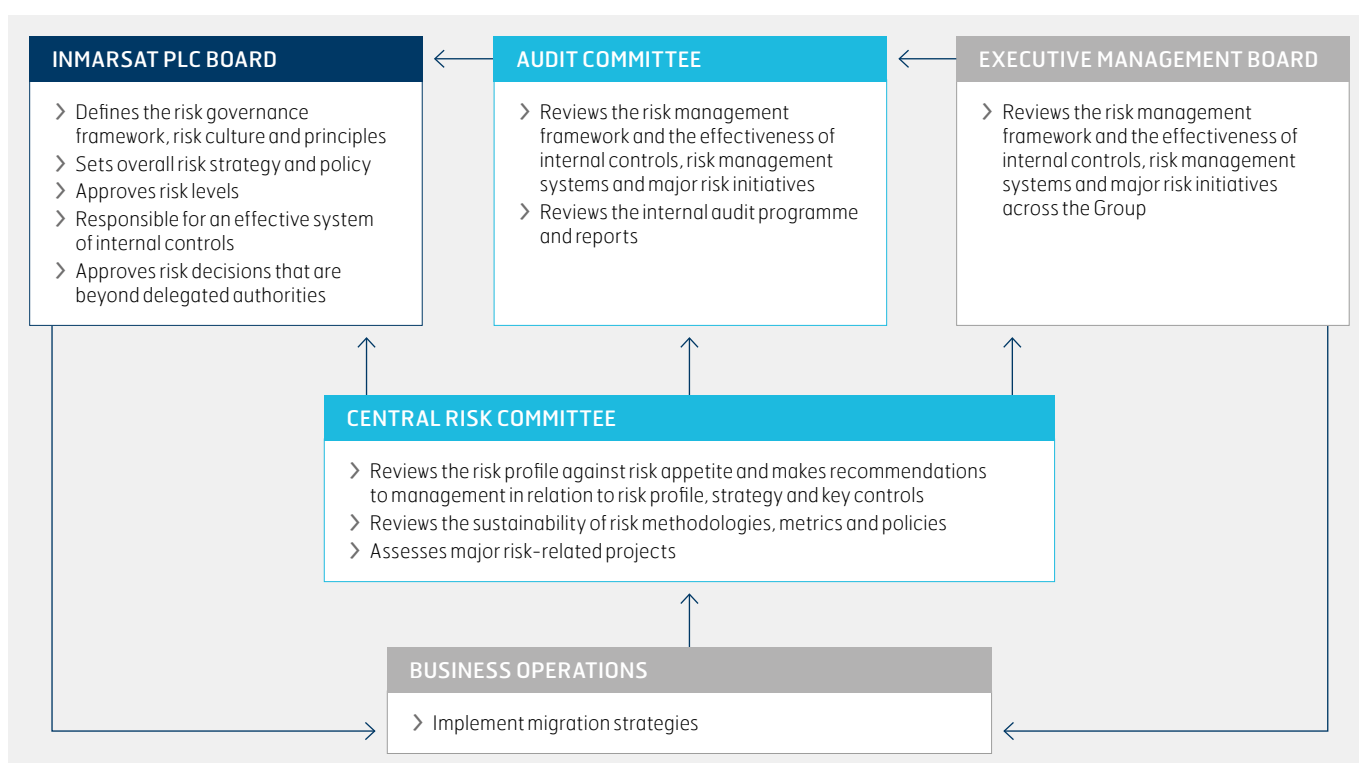 INMARSAT PLC BOARD
Defines the risk governance
framework, risk culture and principles
Sets overall risk strategy and policy
Approves risk levels
Responsible for an effective system
of internal controls
Approves risk decisions that are
beyond delegated authorities
AUDIT COMMITTEE
Reviews the risk management
framework and the effectiveness of
internal controls, risk management
systems and major risk initiatives
Reviews the internal audit programme
and reports
EXECUTIVE MANAGEMENT BOARD
Reviews the risk management
framework and the effectiveness of
internal controls, risk management
systems and major risk initiatives
across the Group
CENTRAL RISK COMMITTEE
Reviews the risk profile against risk appetite and makes recommendations
to management in relation to risk profile, strategy and key controls
Reviews the sustainability of risk methodologies, metrics and policies
Assesses major risk-related projects
BUSINESS OPERATIONS
Implement migration strategies